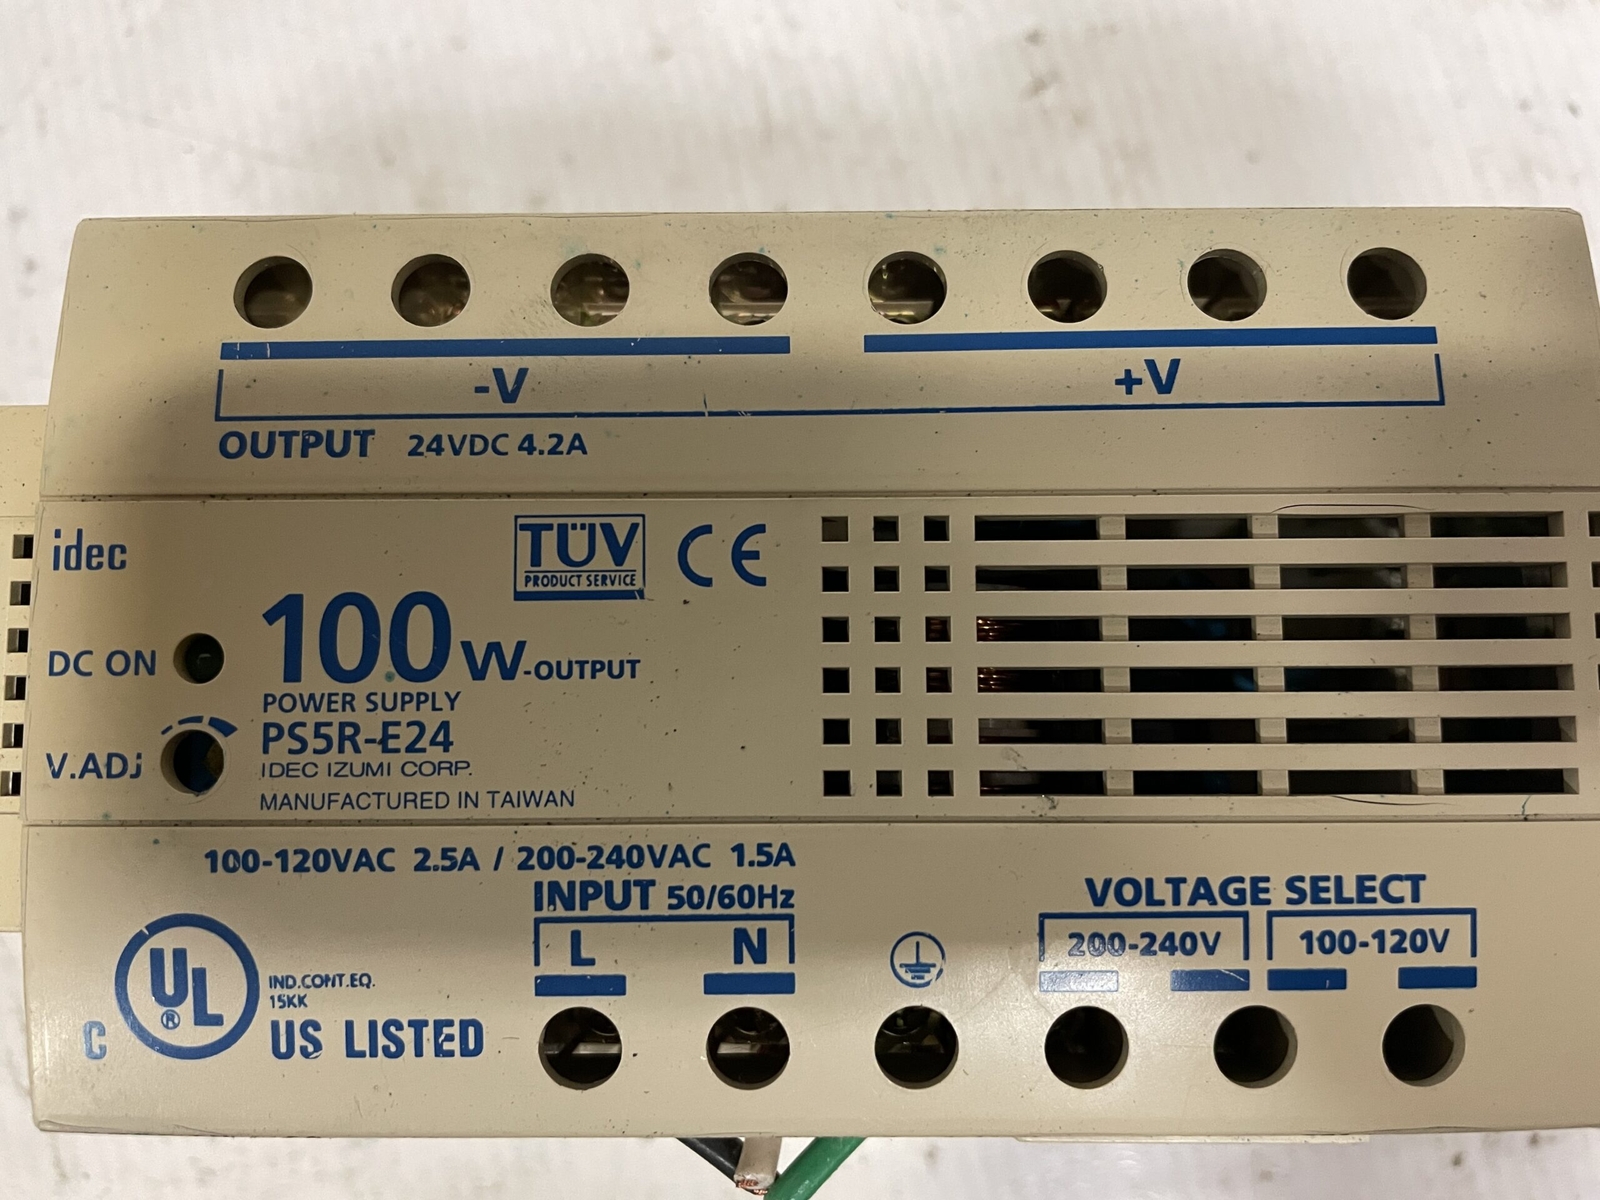 -V +V
OUTPUT 24VDC 4.2A
idec
TÜV
PRODUCT SERVICE
CE
DC ON
100W-OUTPUT
POWER SUPPLY
PS5R-E24
V.ADJ
IDEC IZUMI CORP.
MANUFACTURED IN TAIWAN
100-120VAC 2.5A / 200-240VAC 1.5A
INPUT 50/60Hz
L N
VOLTAGE SELECT
200-240V 100-120V
UL
®
IND.CONT.EQ.
15KK
C US LISTED